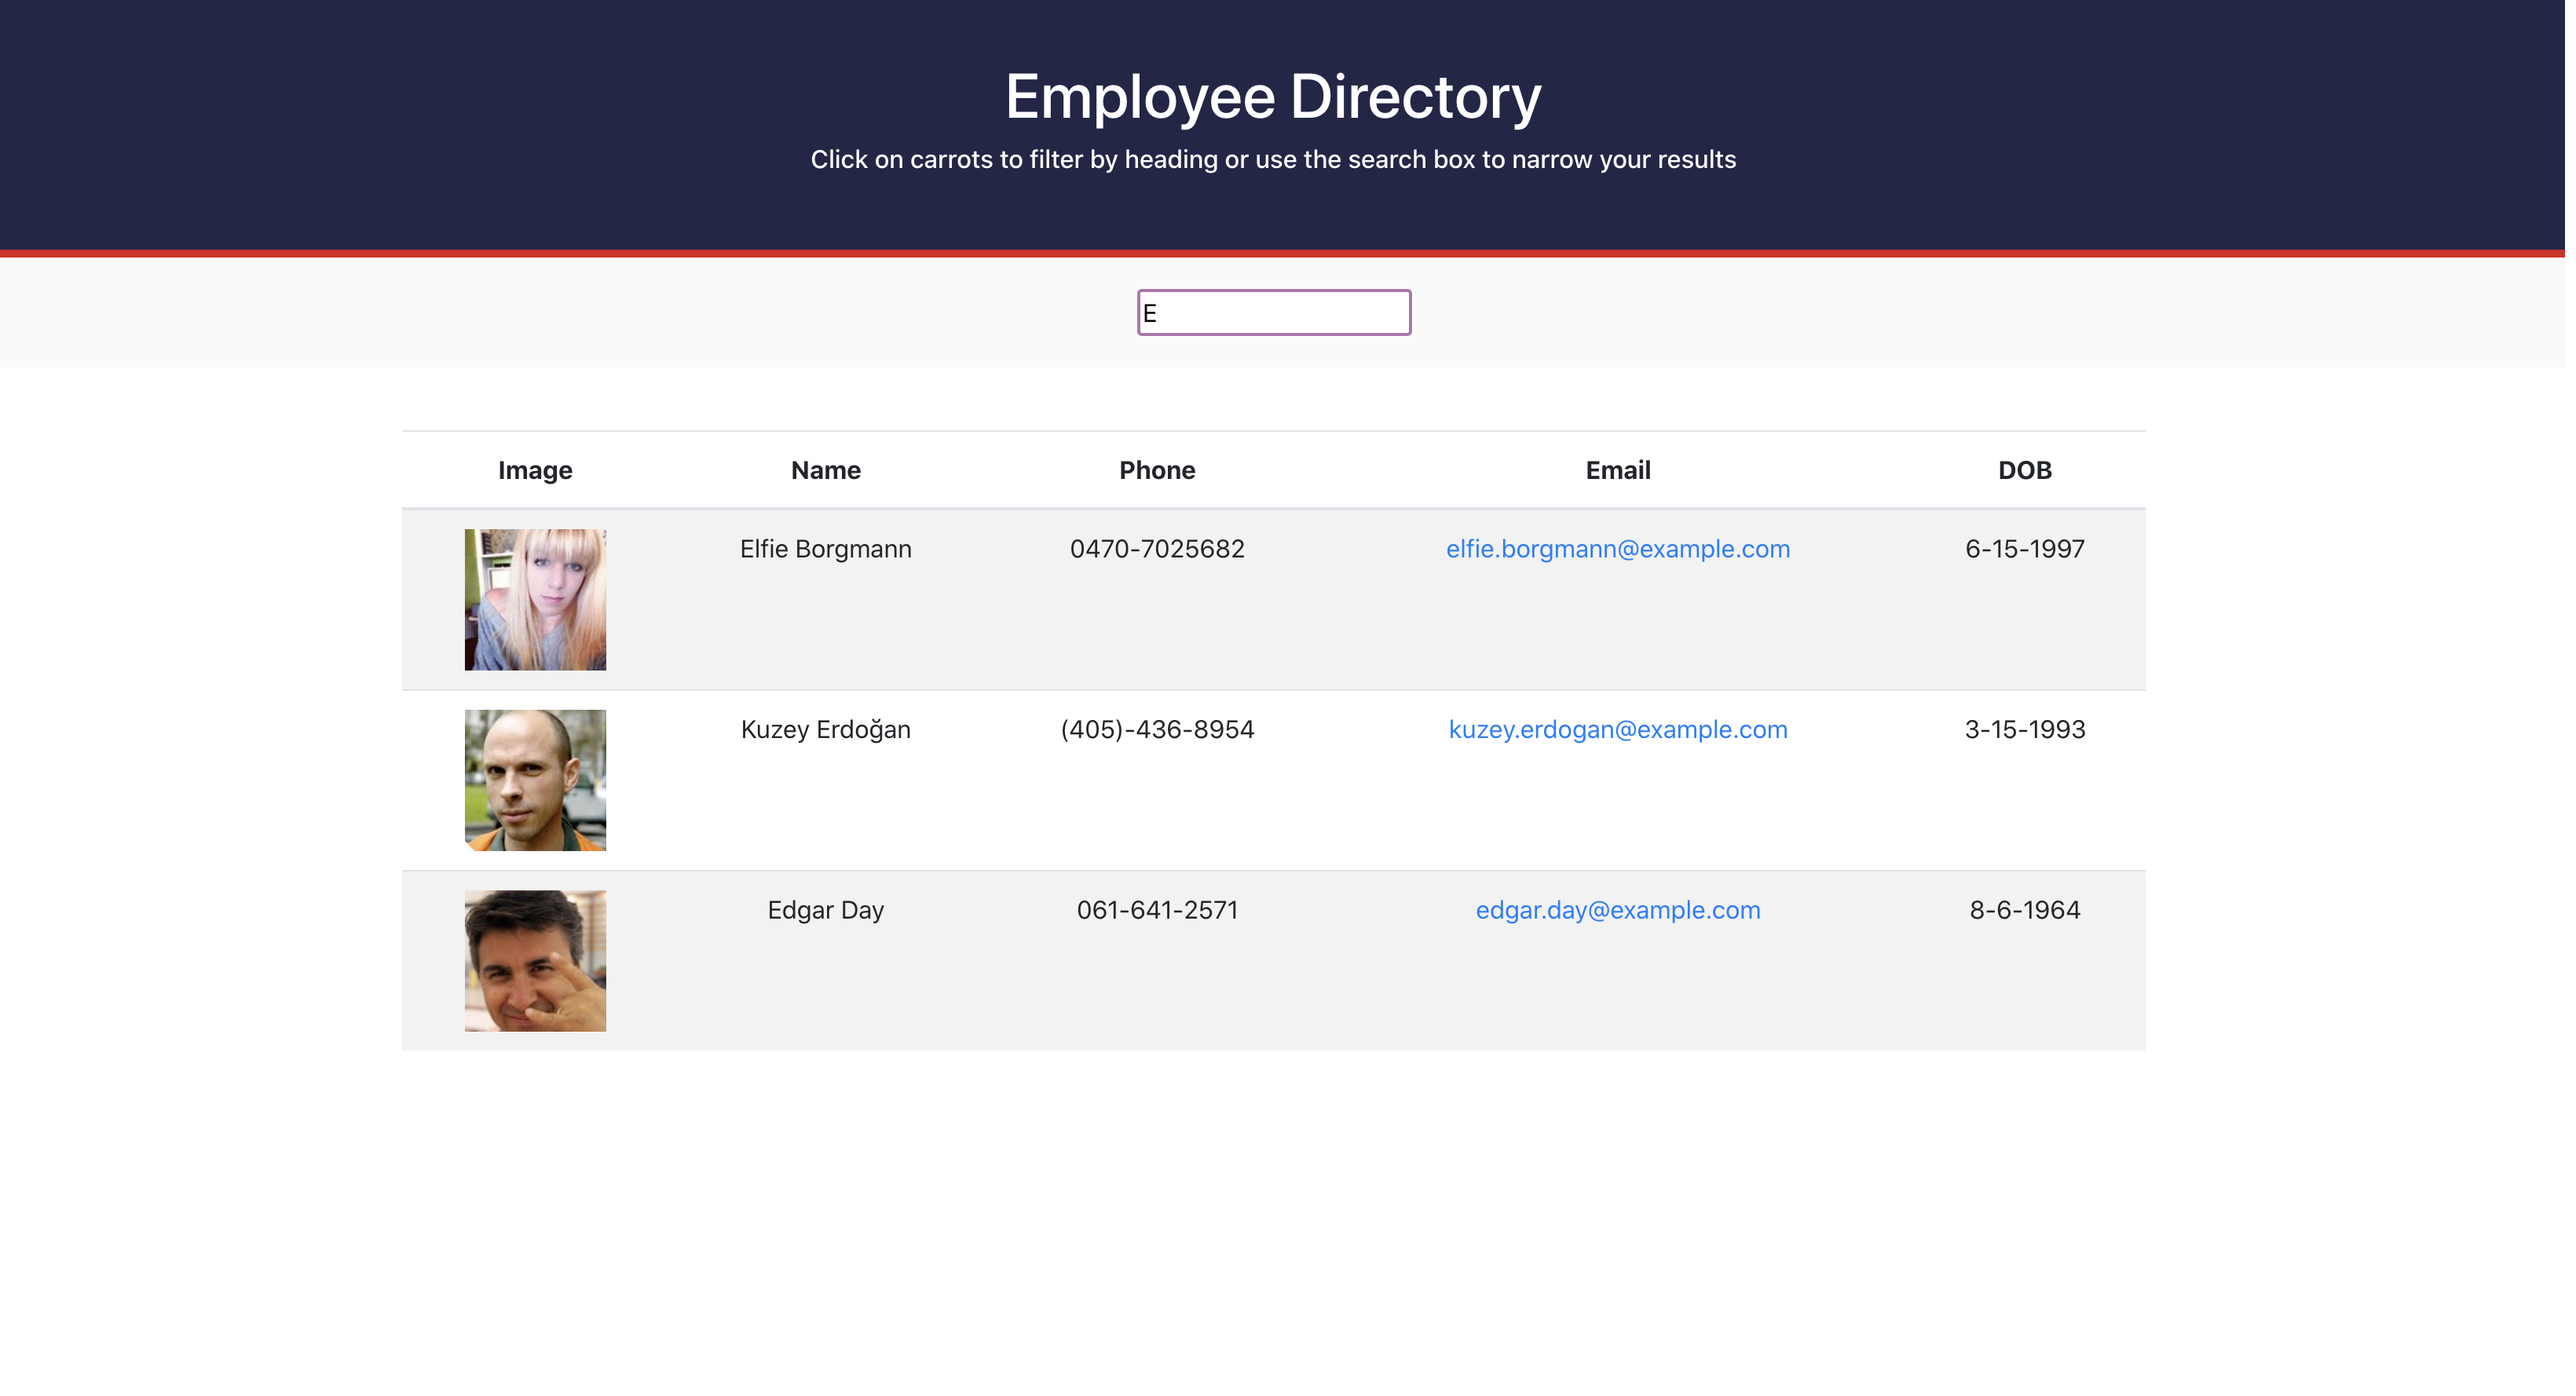 Employee Directory
Click on carrots to filter by heading or use the search box to narrow your results
E
Image Name Phone Email DOB
Elfie Borgmann 0470-7025682 elfie.borgmann@example.com 6-15-1997
Kuzey Erdoğan (405)-436-8954 kuzey.erdogan@example.com 3-15-1993
Edgar Day 061-641-2571 edgar.day@example.com 8-6-1964